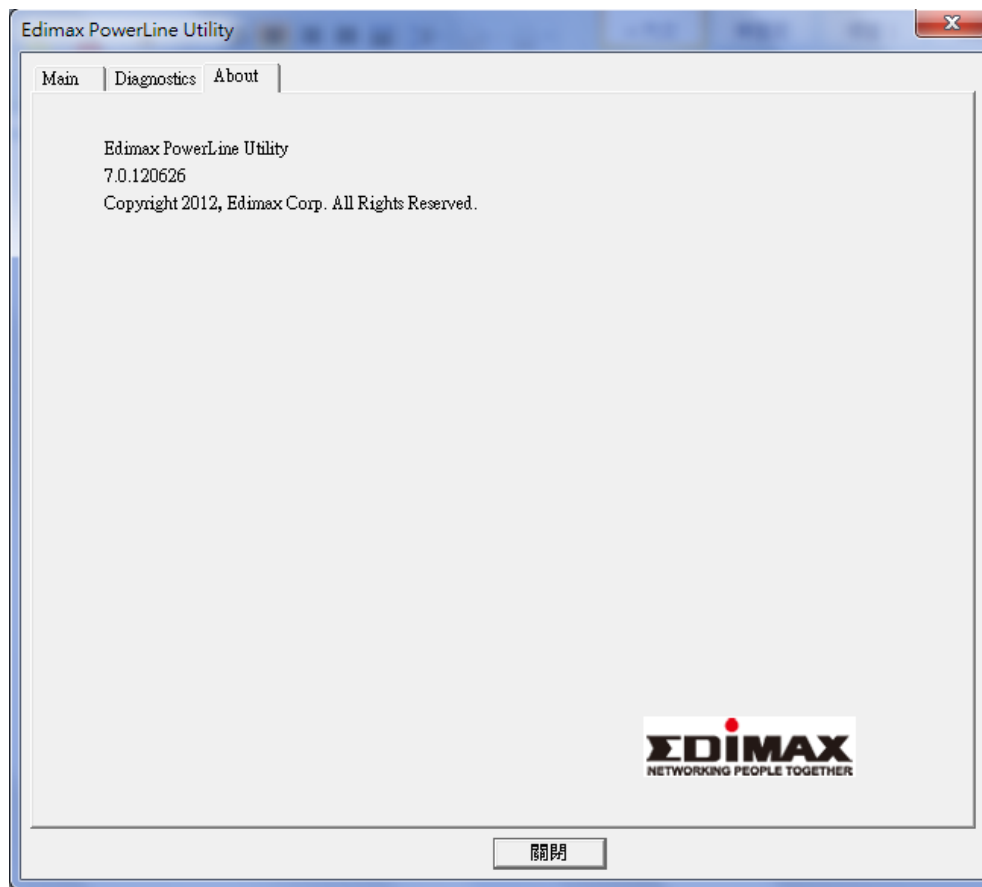 Edimax PowerLine Utility
Main Diagnostics About
Edimax PowerLine Utility
7.0.120626
Copyright 2012, Edimax Corp. All Rights Reserved.
EDIMAX
NETWORKING PEOPLE TOGETHER
關閉